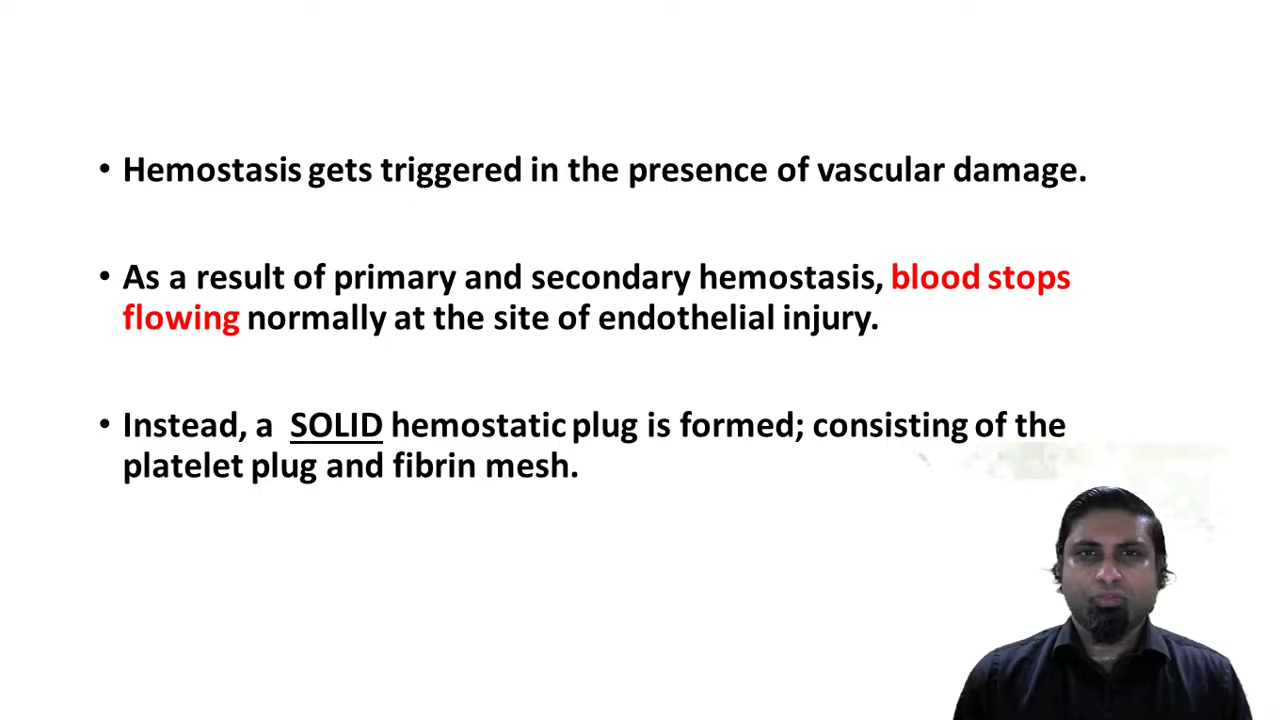 • Hemostasis gets triggered in the presence of vascular damage.
• As a result of primary and secondary hemostasis, blood stops
flowing normally at the site of endothelial injury.
• Instead, a SOLID hemostatic plug is formed; consisting of the
platelet plug and fibrin mesh.